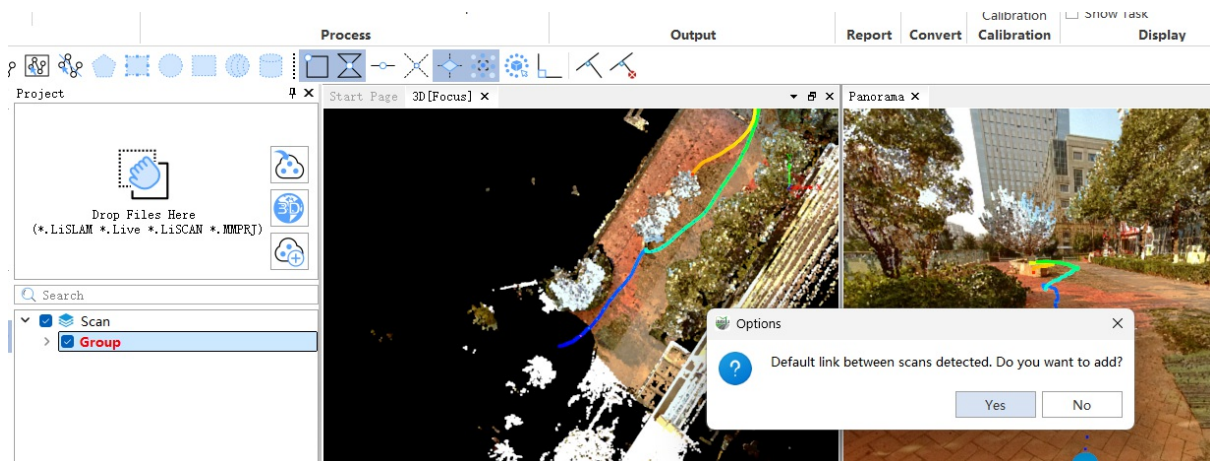 Calibration
Show Task
Process
Output
Report
Convert
Calibration
Display
Project
Start Page
3D[Focus]
Panorama
3D
Drop Files Here
(*.LiSLAM *.Live *.LiSCAN *.MMPRJ)
Search
Scan
Group
Options
Default link between scans detected. Do you want to add?
Yes
No